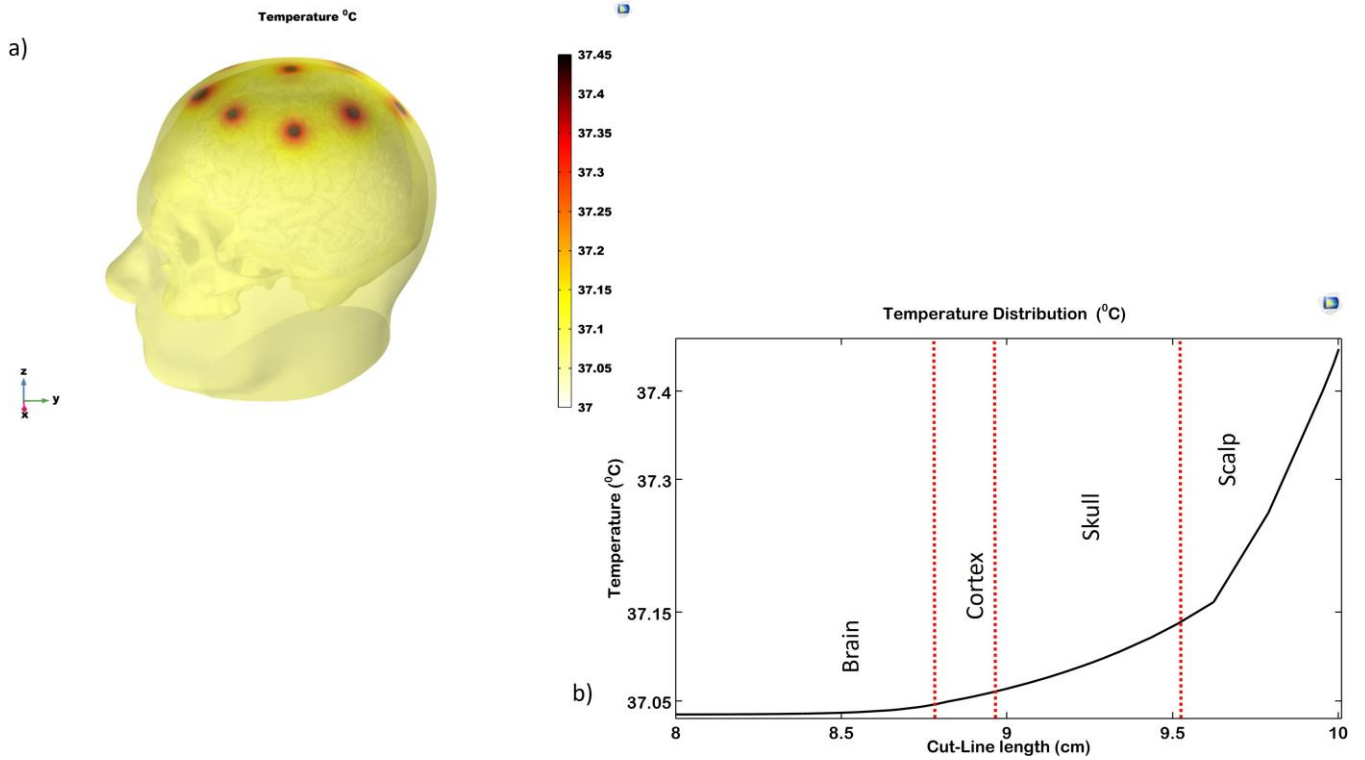 Temperature ⁰C
a)
37.45
37.4
37.35
37.3
37.25
37.2
37.15
37.1
37.05
37
z
y
x
Temperature Distribution (⁰C)
37.4
37.3
37.15
37.05
Temperature (⁰C)
Brain
Cortex
Skull
Scalp
b)
8
8.5
9
9.5
10
Cut-Line length (cm)